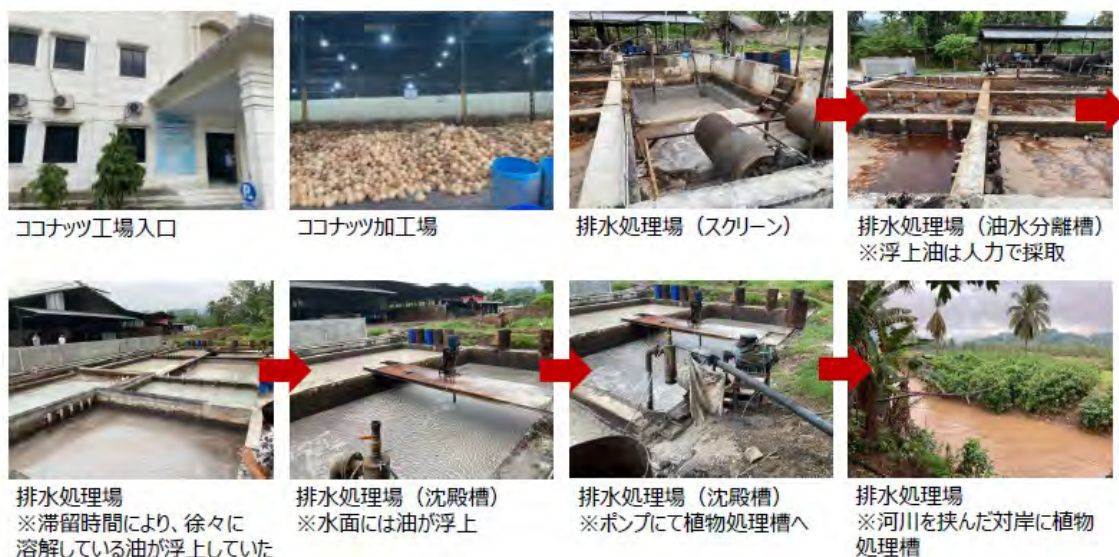 ココナッツ工場入口
ココナッツ加工場
排水処理場（スクリーン）
排水処理場（油水分離槽）
※浮上油は人力で採取
排水処理場
※滞留時間により、徐々に
溶解している油が浮上していた
排水処理場（沈殿槽）
※水面には油が浮上
排水処理場（沈殿槽）
※ポンプにて植物処理槽へ
排水処理場
※河川を挟んだ対岸に植物
処理槽